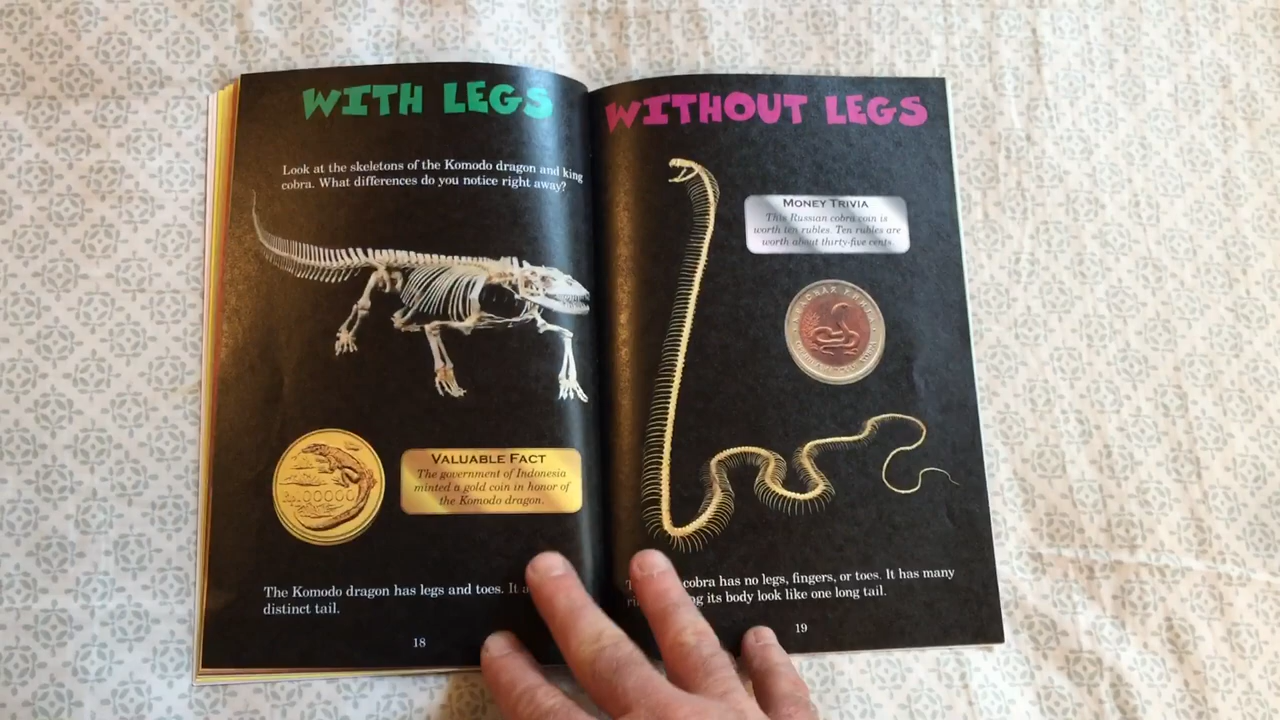 WITH LEGS
Look at the skeletons of the Komodo dragon and king
cobra. What differences do you notice right away?
VALUABLE FACT
The government of Indonesia
minted a gold coin in honor of
the Komodo dragon.
The Komodo dragon has legs and toes. It
distinct tail.
18
WITHOUT LEGS
MONEY TRIVIA
This Russian cobra coin is
worth ten rubles. Ten rubles are
worth about thirty-five cents.
cobra has no legs, fingers, or toes. It has many
its body look like one long tail.
19